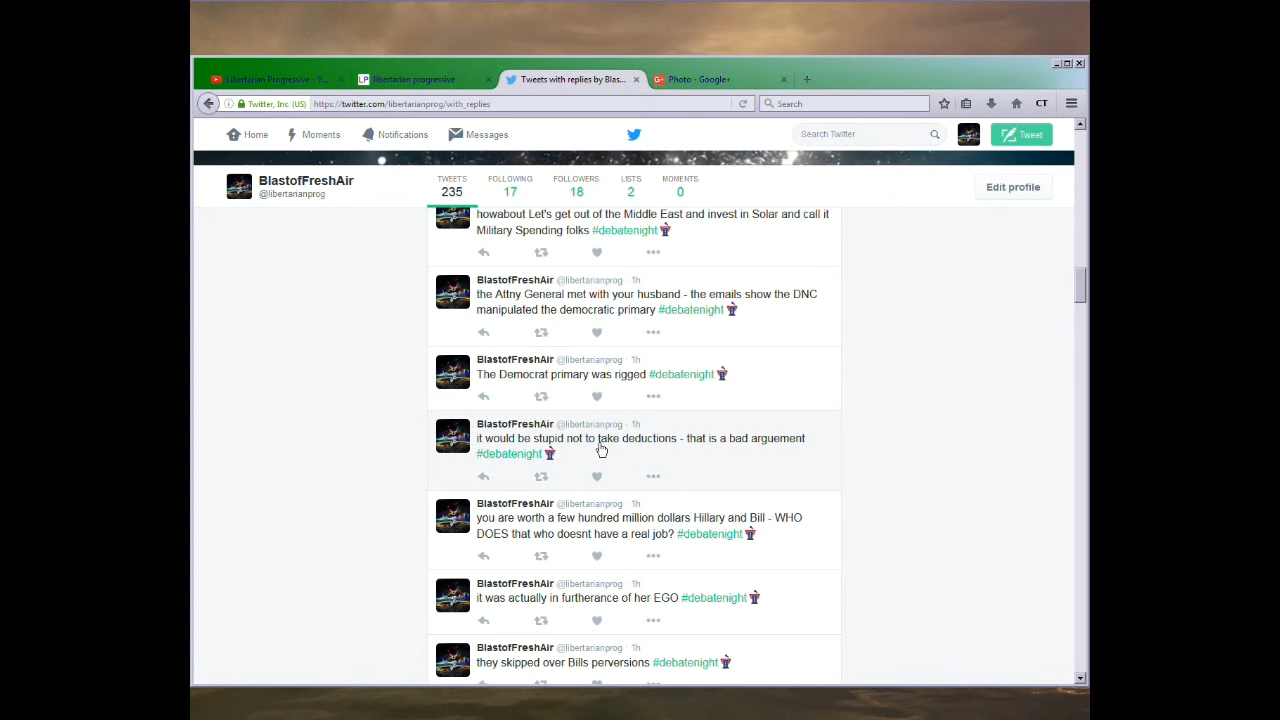 Libertarian Progressive - Y...
LP libertarian progressive
Tweets with replies by Blas...
G+ Photo - Google+
Twitter, Inc. (US)
https://twitter.com/libertarianprog/with_replies
Search
CT
Home
Moments
Notifications
Messages
Search Twitter
Tweet
BlastofFreshAir
@libertarianprog
TWEETS
235
FOLLOWING
17
FOLLOWERS
18
LISTS
2
MOMENTS
0
Edit profile
howabout Let's get out of the Middle East and invest in Solar and call it
Military Spending folks #debatenight
BlastofFreshAir @libertarianprog · 1h
the Attny General met with your husband - the emails show the DNC
manipulated the democratic primary #debatenight
BlastofFreshAir @libertarianprog · 1h
The Democrat primary was rigged #debatenight
BlastofFreshAir @libertarianprog · 1h
it would be stupid not to take deductions - that is a bad arguement
#debatenight
BlastofFreshAir @libertarianprog · 1h
you are worth a few hundred million dollars Hillary and Bill - WHO
DOES that who doesnt have a real job? #debatenight
BlastofFreshAir @libertarianprog · 1h
it was actually in furtherance of her EGO #debatenight
BlastofFreshAir @libertarianprog · 1h
they skipped over Bills perversions #debatenight